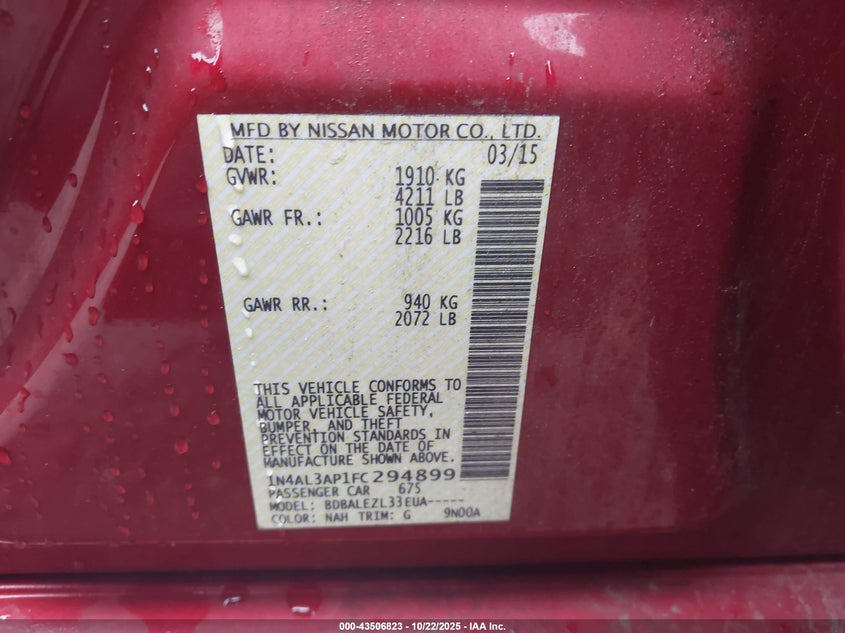 MFD BY NISSAN MOTOR CO., LTD.
DATE: 03/15
GVWR: 1910 KG
4211 LB
GAWR FR.: 1005 KG
2216 LB
GAWR RR.: 940 KG
2072 LB
THIS VEHICLE CONFORMS TO
ALL APPLICABLE FEDERAL
MOTOR VEHICLE SAFETY,
BUMPER, AND THEFT
PREVENTION STANDARDS IN
EFFECT ON THE DATE OF
MANUFACTURE SHOWN ABOVE.
1N4AL3AP1FC294899
PASSENGER CAR 675
MODEL: BDBALEZL33EUA-----
COLOR: NAH TRIM: G 9N00A
000-43506823 - 10/22/2025 - IAA Inc.